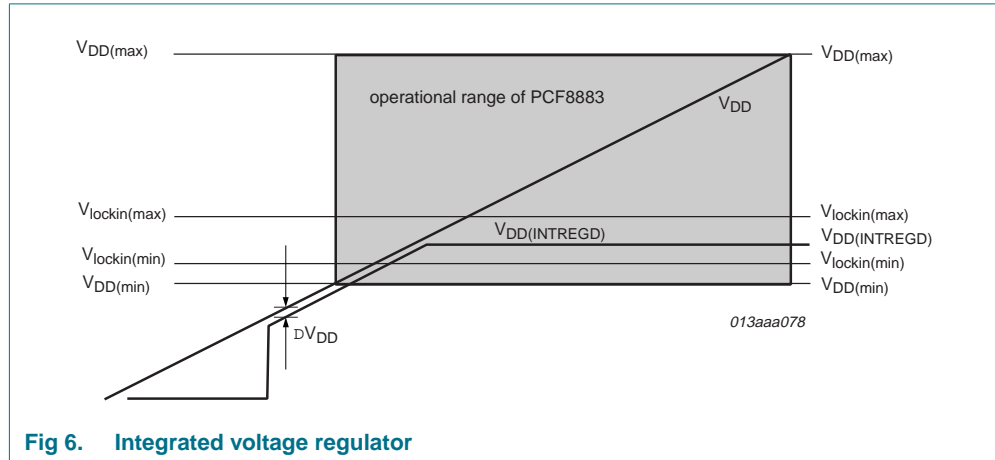 VDD(max)
VDD(max)
operational range of PCF8883
VDD
Vlockin(max)
Vlockin(max)
VDD(INTREGD)
VDD(INTREGD)
Vlockin(min)
Vlockin(min)
VDD(min)
VDD(min)
DVDD
013aaa078
Fig 6. Integrated voltage regulator